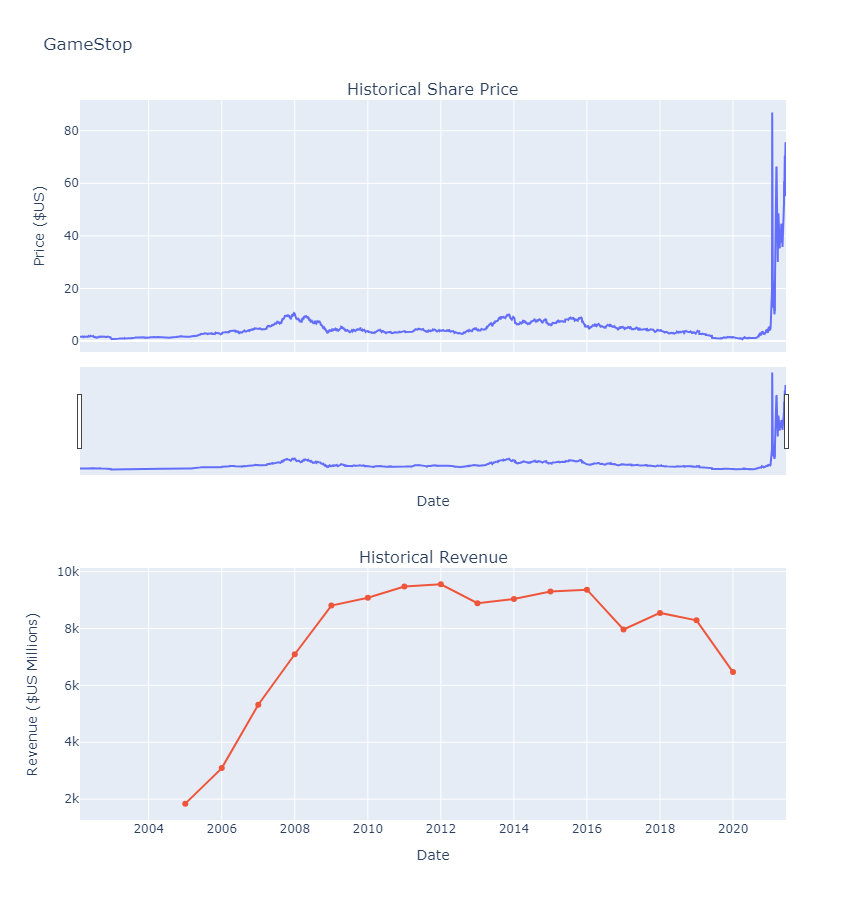 GameStop
Historical Share Price
80
60
40
20
0
Price ($US)
Date
Historical Revenue
10k
8k
6k
4k
2k
Revenue ($US Millions)
2004 2006 2008 2010 2012 2014 2016 2018 2020
Date